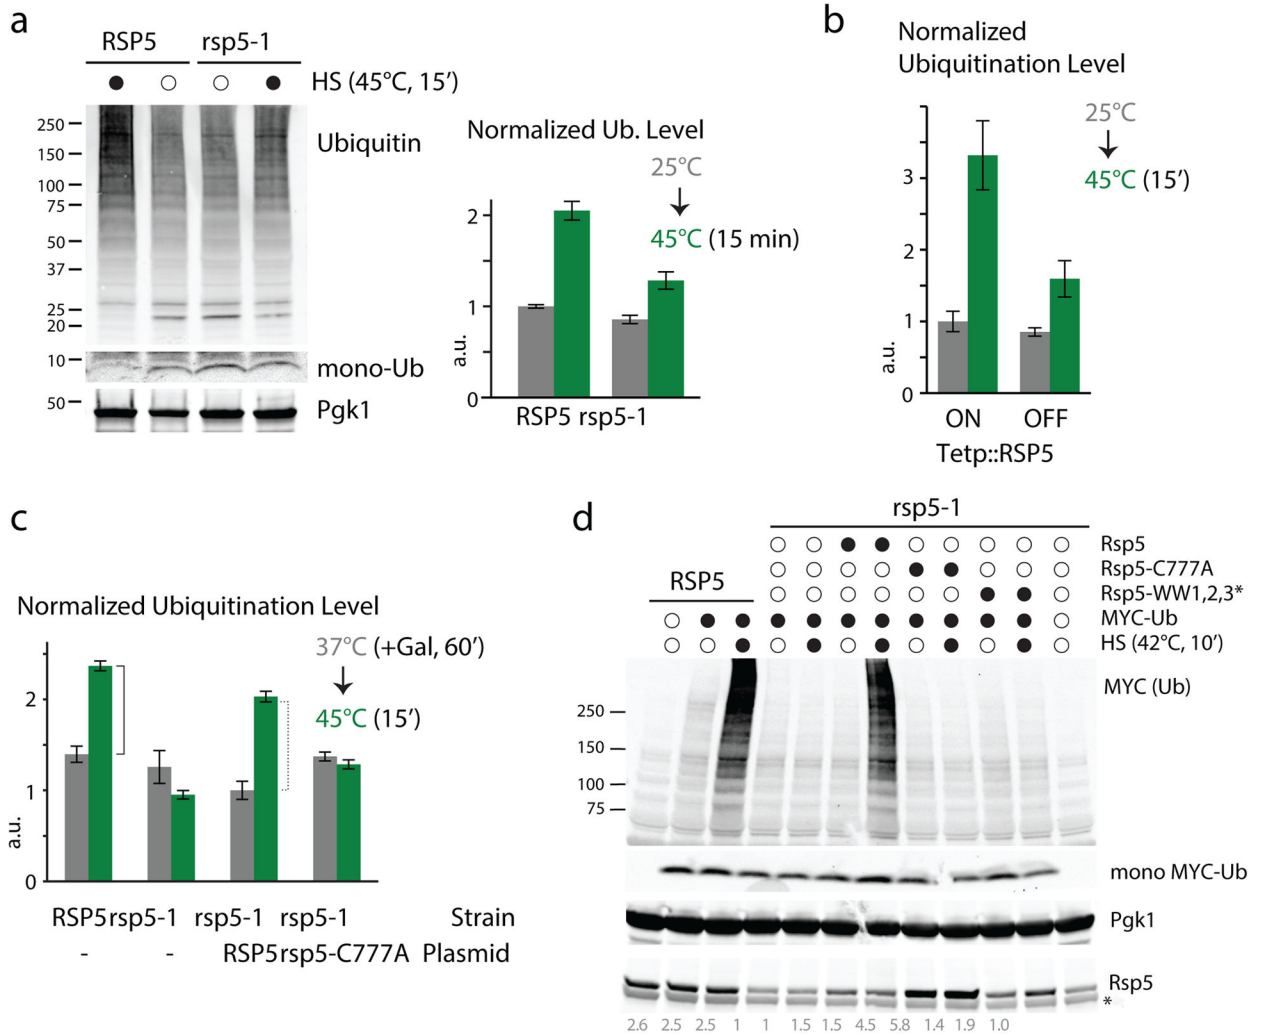 a
RSP5 rsp5-1
HS (45°C, 15′)
250
150
100
75
50
37
25
20
10
50
Ubiquitin
mono-Ub
Pgk1
Normalized Ub. Level
25°C
45°C (15 min)
2
1
0
a.u.
RSP5 rsp5-1
b
Normalized
Ubiquitination Level
25°C
45°C (15′)
3
2
1
0
a.u.
ON OFF
Tetp::RSP5
c
Normalized Ubiquitination Level
37°C (+Gal, 60′)
45°C (15′)
2
1
0
a.u.
RSP5 rsp5-1 rsp5-1 rsp5-1 Strain
- - RSP5 rsp5-C777A Plasmid
d
rsp5-1
RSP5
Rsp5
Rsp5-C777A
Rsp5-WW1,2,3*
MYC-Ub
HS (42°C, 10′)
MYC (Ub)
250
150
100
75
mono MYC-Ub
Pgk1
Rsp5
*
2.6 2.5 2.5 1 1 1.5 1.5 4.5 5.8 1.4 1.9 1.0